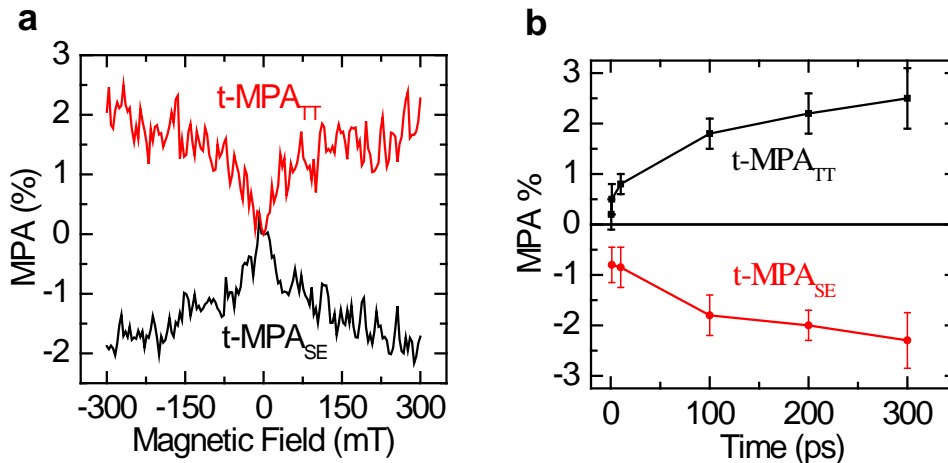 a
MPA (%)
3
2
1
0
-1
-2
t-MPA_TT
t-MPA_SE
-300 -150 0 150 300
Magnetic Field (mT)
b
MPA %
3
2
1
0
-1
-2
-3
t-MPA_TT
t-MPA_SE
0 100 200 300
Time (ps)